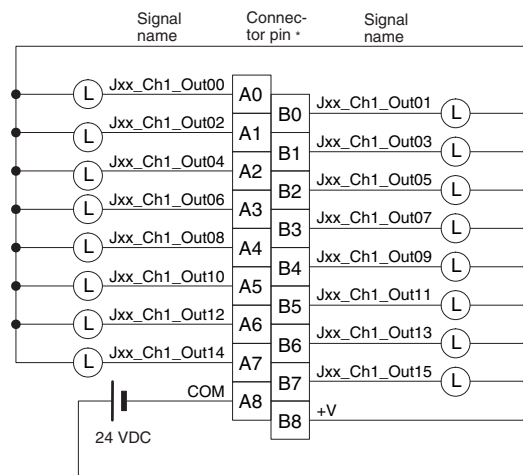 Signal name
Connec-
tor pin *
Signal name
Jxx_Ch1_Out00 L A0
B0 Jxx_Ch1_Out01 L
L Jxx_Ch1_Out02 A1
B1 Jxx_Ch1_Out03 L
L Jxx_Ch1_Out04 A2
B2 Jxx_Ch1_Out05 L
L Jxx_Ch1_Out06 A3
B3 Jxx_Ch1_Out07 L
L Jxx_Ch1_Out08 A4
B4 Jxx_Ch1_Out09 L
L Jxx_Ch1_Out10 A5
B5 Jxx_Ch1_Out11 L
L Jxx_Ch1_Out12 A6
B6 Jxx_Ch1_Out13 L
L Jxx_Ch1_Out14 A7
B7 Jxx_Ch1_Out15 L
COM A8
B8 +V
24 VDC